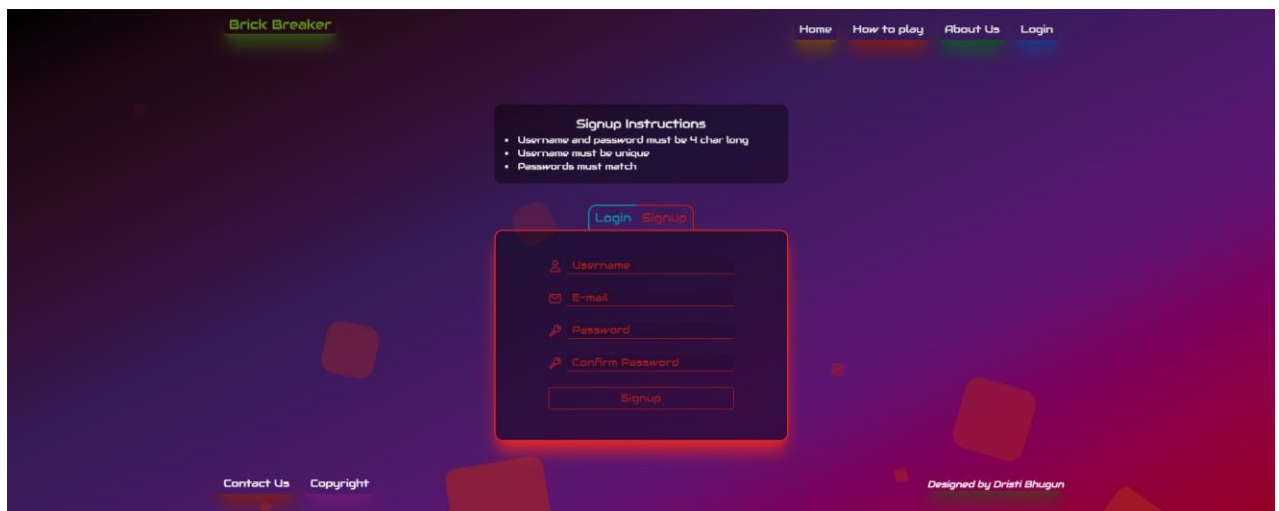 Brick Breaker
Home How to play About Us Login
Signup Instructions
• Username and password must be 4 char long
• Username must be unique
• Passwords must match
Login Signup
Username
E-mail
Password
Confirm Password
Signup
Contact Us Copyright
Designed by Dristi Bhugun